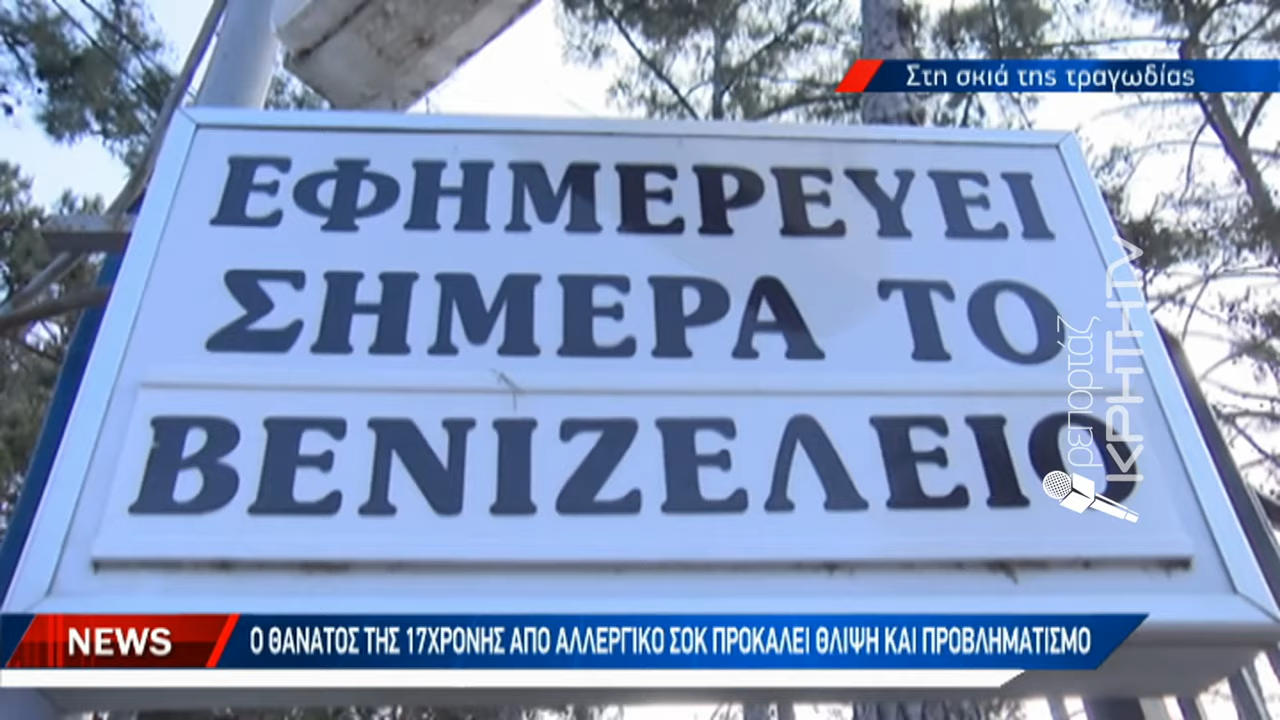 Στη σκιά της τραγωδίας
ΕΦΗΜΕΡΕΥΕΙ
ΣΗΜΕΡΑ ΤΟ
ΒΕΝΙΖΕΛΕΙΟ
ρεπορτάζ
ΚΡΗΤΗ TV
NEWS
Ο ΘΑΝΑΤΟΣ ΤΗΣ 17ΧΡΟΝΗΣ ΑΠΟ ΑΛΛΕΡΓΙΚΟ ΣΟΚ ΠΡΟΚΑΛΕΙ ΘΛΙΨΗ ΚΑΙ ΠΡΟΒΛΗΜΑΤΙΣΜΟ